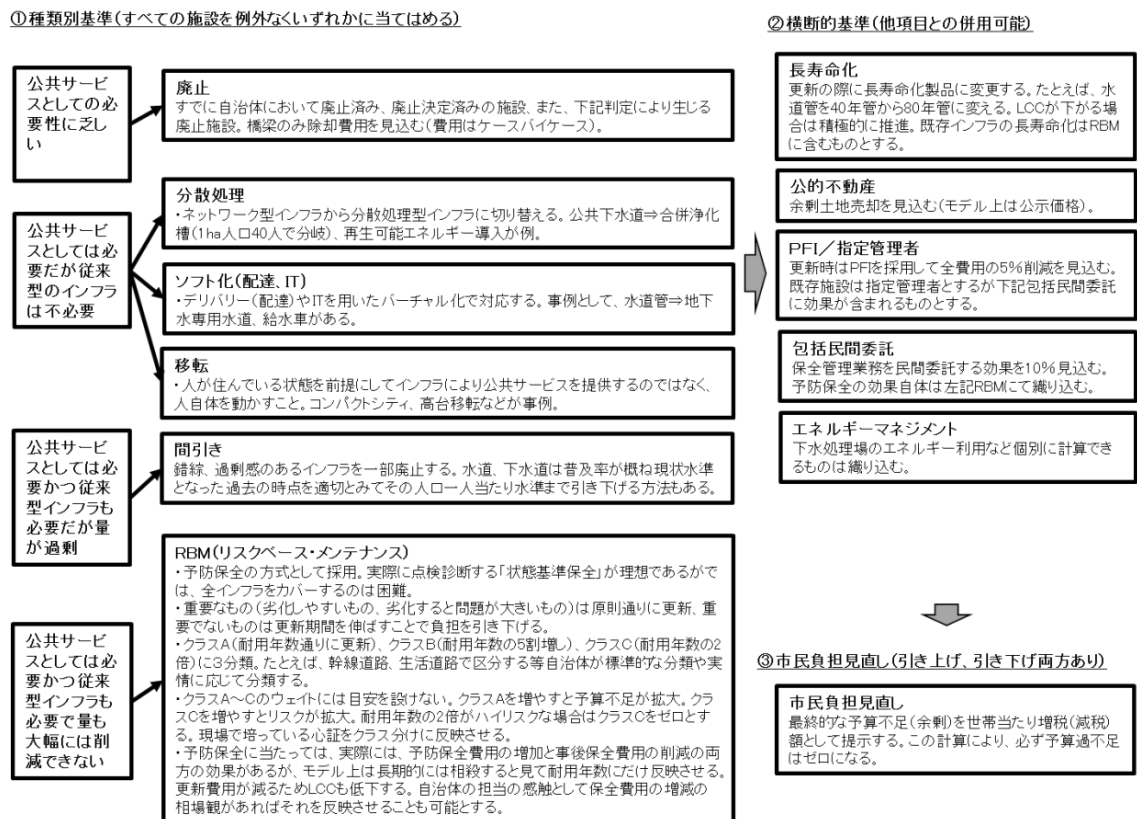 ①種類別基準(すべての施設を例外なくいずれかに当てはめる)
公共サービ
スとしての必
要性に乏し
い
廃止
すでに自治体において廃止済み、廃止決定済みの施設、また、下記判定により生じる
廃止施設。橋梁のみ除却費用を見込む(費用はケースバイケース)。
公共サービ
スとしては必
要だが従来
型のインフラ
は不必要
分散処理
・ネットワーク型インフラから分散処理型インフラに切り替える。公共下水道⇒合併浄化
槽(1ha人口40人で分岐)、再生可能エネルギー導入が例。
ソフト化(配達、IT)
・デリバリー(配達)やITを用いたバーチャル化で対応する。事例として、水道管⇒地下
水専用水道、給水車がある。
移転
・人が住んでいる状態を前提にしてインフラにより公共サービスを提供するのではなく、
人自体を動かすこと。コンパクトシティ、高台移転などが事例。
公共サービ
スとしては必
要かつ従来
型インフラも
必要だが量
が過剰
間引き
錯綜、過剰感のあるインフラを一部廃止する。水道、下水道は普及率が概ね現状水準
となった過去の時点を適切とみてその人口一人当たり水準まで引き下げる方法もある。
公共サービ
スとしては必
要かつ従来
型インフラも
必要で量も
大幅には削
減できない
RBM(リスクベース・メンテナンス)
・予防保全の方式として採用。実際に点検診断する「状態基準保全」が理想であるがで
は、全インフラをカバーするのは困難。
・重要なもの(劣化しやすいもの、劣化すると問題が大きいもの)は原則通りに更新、重
要でないものは更新期間を伸ばすことで負担を引き下げる。
・クラスA(耐用年数通りに更新)、クラスB(耐用年数の5割増し)、クラスC(耐用年数の2
倍)に3分類。たとえば、幹線道路、生活道路で区分する等自治体が標準的な分類や実
情に応じて分類する。
・クラスA～Cのウェイトには目安を設けない。クラスAを増やすと予算不足が拡大。クラ
スCを増やすとリスクが拡大。耐用年数の2倍がハイリスクな場合はクラスCをゼロとす
る。現場で培っている心証をクラス分けに反映させる。
・予防保全に当たっては、実際には、予防保全費用の増加と事後保全費用の削減の両
方の効果があるが、モデル上は長期的には相殺すると見て耐用年数にだけ反映させる。
更新費用が減るためLCCも低下する。自治体の担当の感触として保全費用の増減の
相場観があればそれを反映させることも可能とする。
②横断的基準(他項目との併用可能)
長寿命化
更新の際に長寿命化製品に変更する。たとえば、水
道管を40年管から80年管に変える。LCCが下がる場
合は積極的に推進。既存インフラの長寿命化はRBM
に含むものとする。
公的不動産
余剰土地売却を見込む(モデル上は公示価格)。
PFI／指定管理者
更新時はPFIを採用して全費用の5%削減を見込む。
既存施設は指定管理者とするが下記包括民間委託
に効果が含まれるものとする。
包括民間委託
保全管理業務を民間委託する効果を10%見込む。
予防保全の効果自体は左記RBMにて織り込む。
エネルギーマネジメント
下水処理場のエネルギー利用など個別に計算でき
るものは織り込む。
③市民負担見直し(引き上げ、引き下げ両方あり)
市民負担見直し
最終的な予算不足(余剰)を世帯当たり増税(減税)
額として提示する。この計算により、必ず予算過不足
はゼロになる。